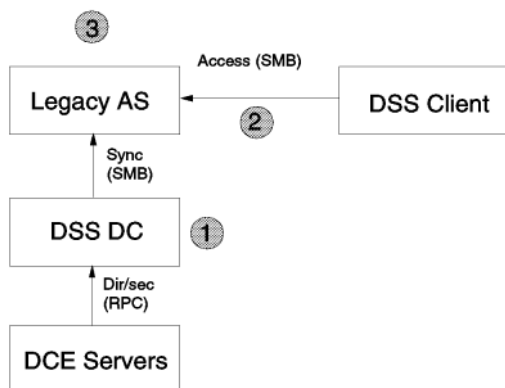 3
Access (SMB)
Legacy AS
DSS Client
2
Sync
(SMB)
DSS DC
1
Dir/sec
(RPC)
DCE Servers